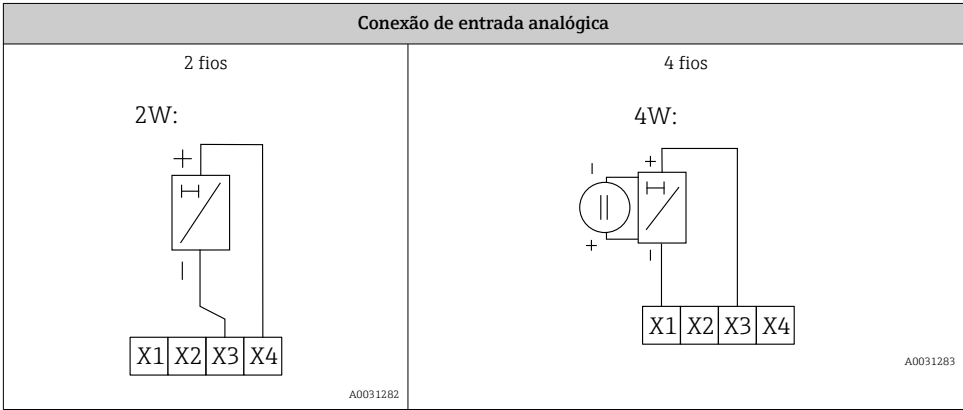 Conexão de entrada analógica
2 fios
2W:
+
−
X1 X2 X3 X4
A0031282
4 fios
4W:
− +
+ −
X1 X2 X3 X4
A0031283